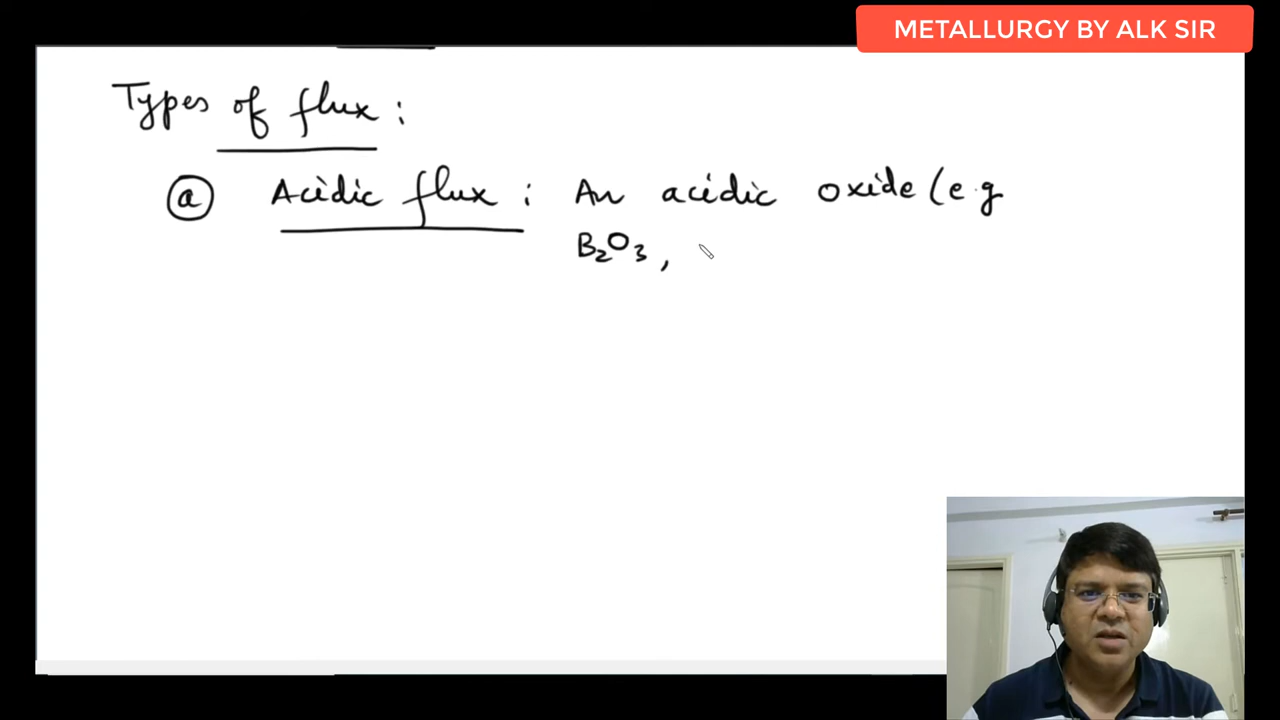 METALLURGY BY ALK SIR
Types of flux :
(a) Acidic flux : An acidic oxide (e.g
B₂O₃ ,